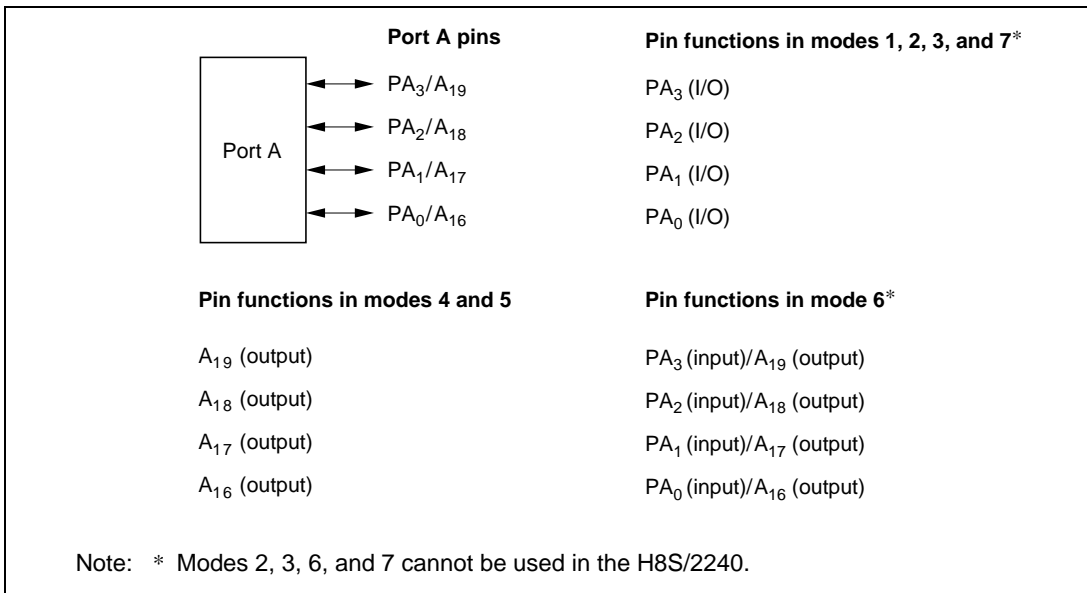 Port A pins
Pin functions in modes 1, 2, 3, and 7*
Port A
PA3/A19
PA3 (I/O)
PA2/A18
PA2 (I/O)
PA1/A17
PA1 (I/O)
PA0/A16
PA0 (I/O)
Pin functions in modes 4 and 5
A19 (output)
A18 (output)
A17 (output)
A16 (output)
Pin functions in mode 6*
PA3 (input)/A19 (output)
PA2 (input)/A18 (output)
PA1 (input)/A17 (output)
PA0 (input)/A16 (output)
Note: * Modes 2, 3, 6, and 7 cannot be used in the H8S/2240.